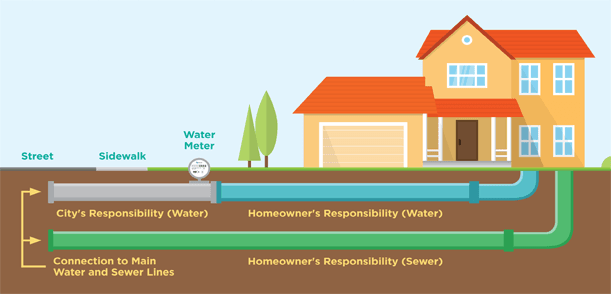 Water
Meter
Street
Sidewalk
City's Responsibility (Water)
Homeowner's Responsibility (Water)
Connection to Main
Water and Sewer Lines
Homeowner's Responsibility (Sewer)